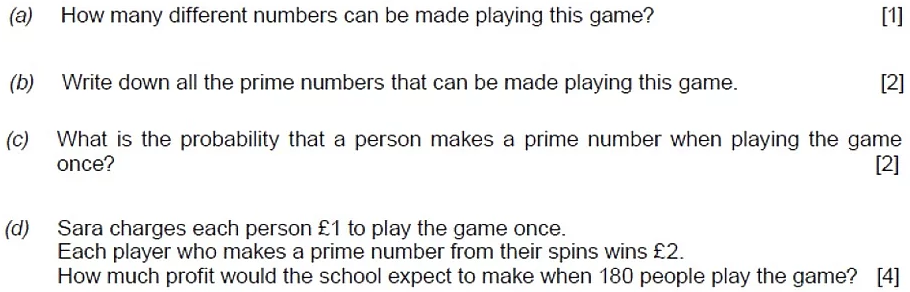 (a) How many different numbers can be made playing this game? [1]
(b) Write down all the prime numbers that can be made playing this game. [2]
(c) What is the probability that a person makes a prime number when playing the game
once? [2]
(d) Sara charges each person £1 to play the game once.
Each player who makes a prime number from their spins wins £2.
How much profit would the school expect to make when 180 people play the game? [4]